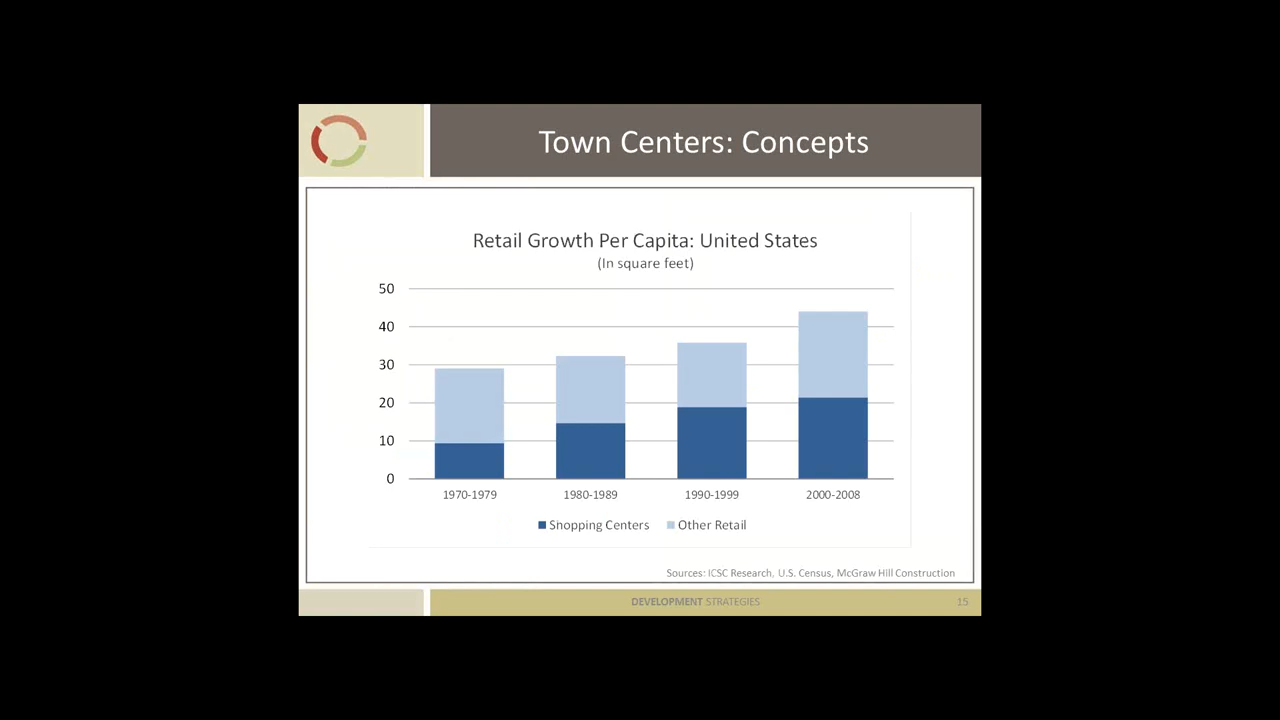 Town Centers: Concepts
Retail Growth Per Capita: United States
(In square feet)
50
40
30
20
10
0
1970-1979 1980-1989 1990-1999 2000-2008
Shopping Centers Other Retail
Sources: ICSC Research, U.S. Census, McGraw Hill Construction
DEVELOPMENT STRATEGIES 15